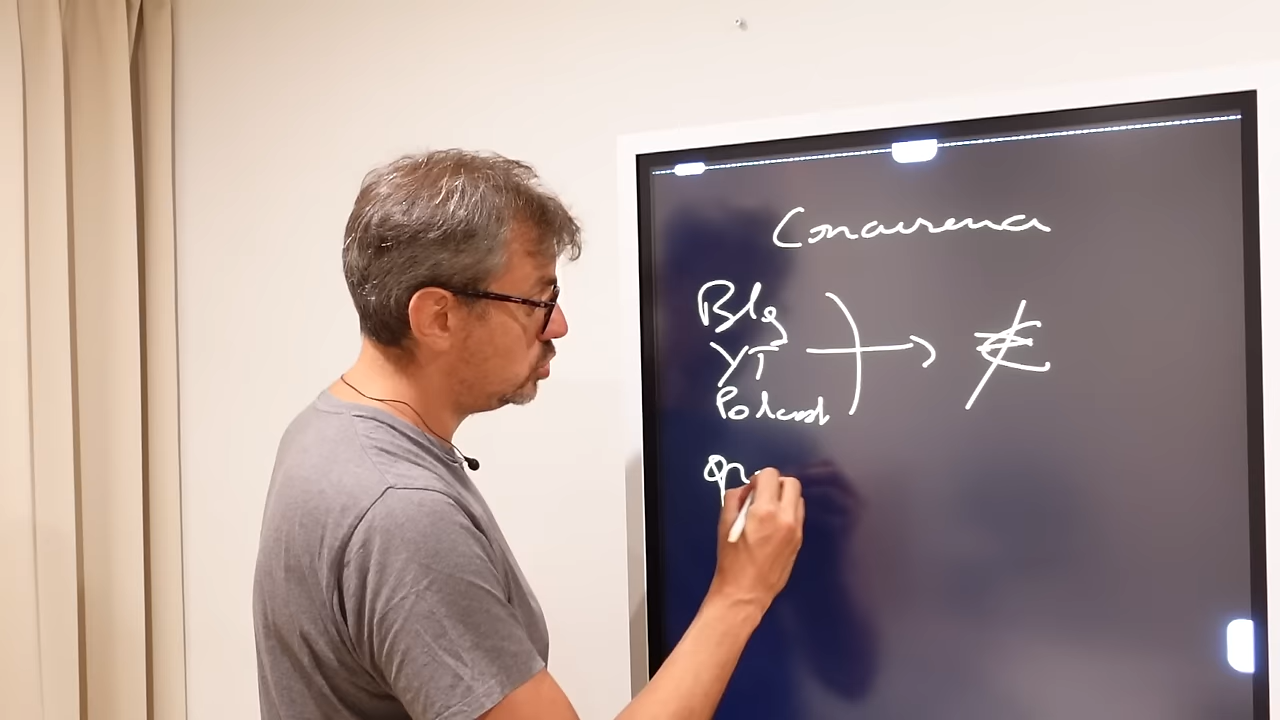 Concurrence
Blog
YT → €
Podcast